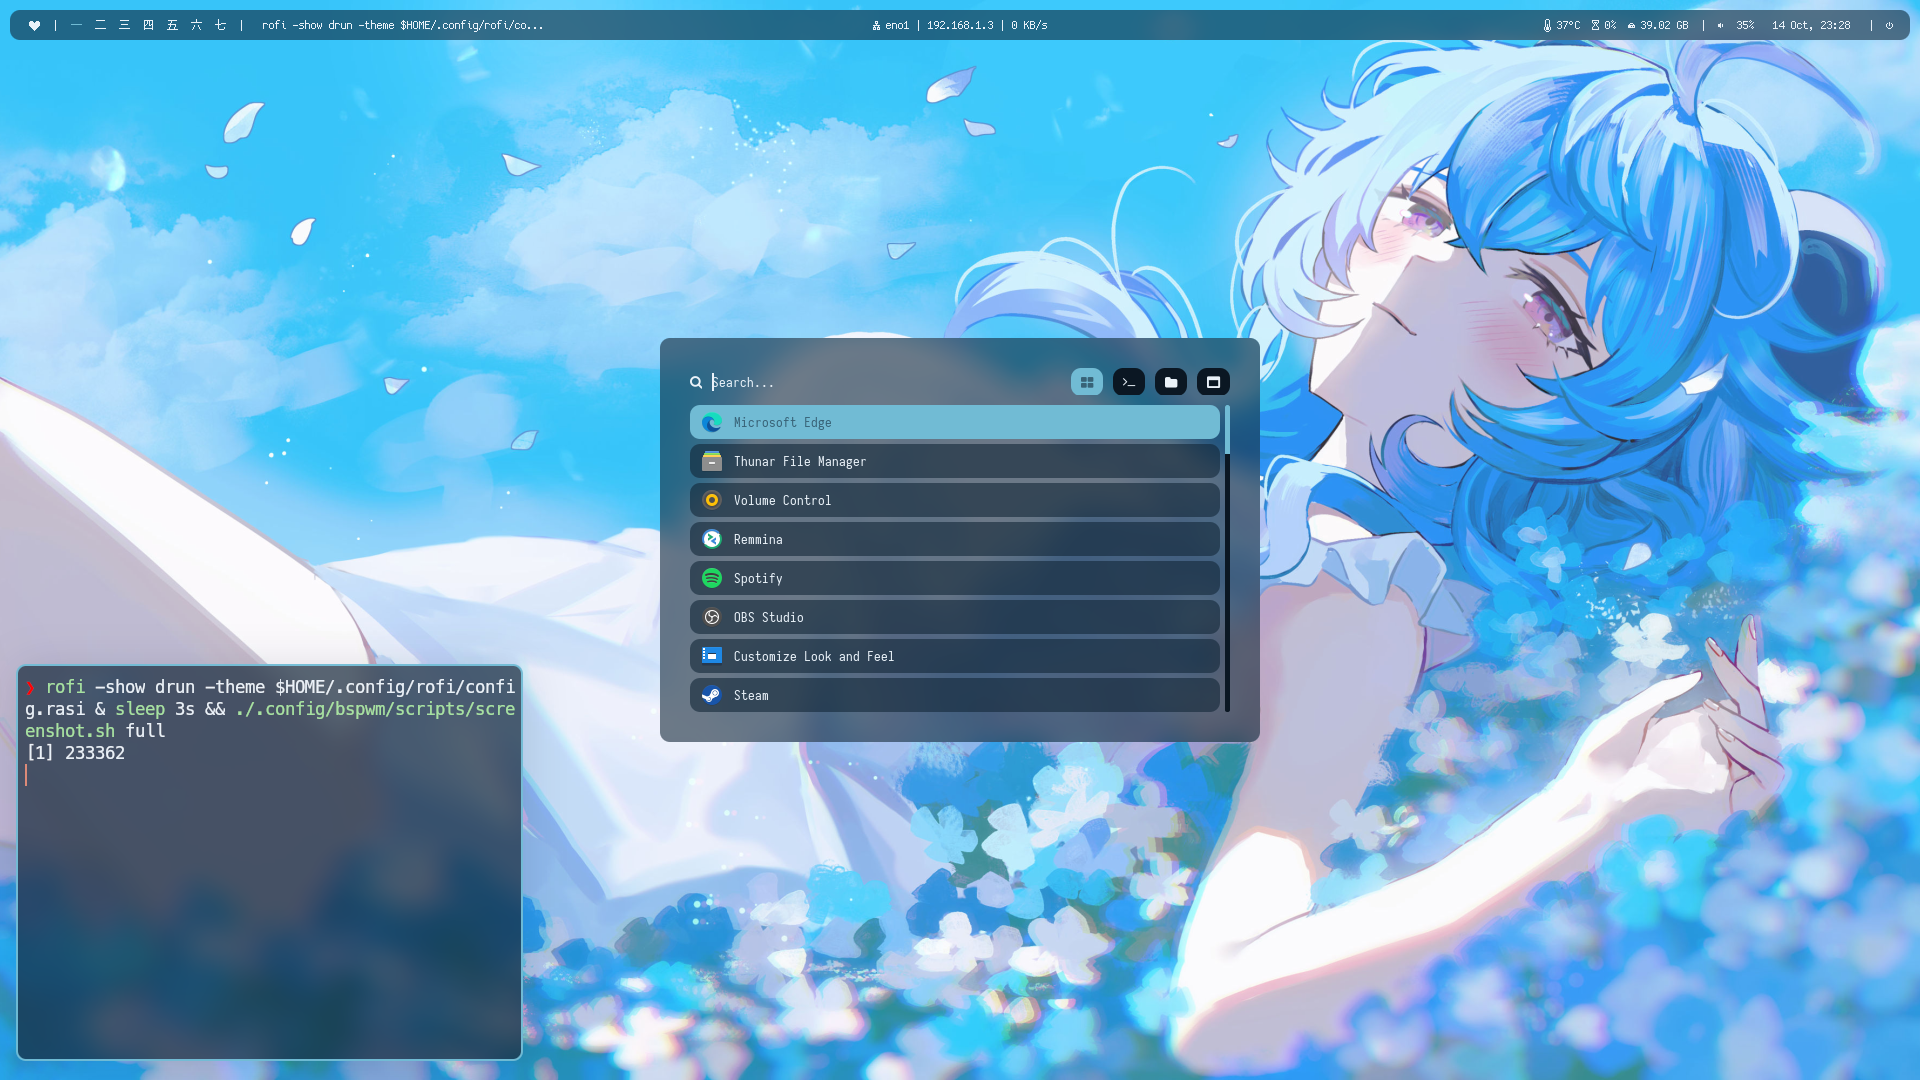 | 一 二 三 四 五 六 七 | rofi -show drun -theme $HOME/.config/rofi/co...
eno1 | 192.168.1.3 | 0 KB/s
37°C 0% 39.02 GB | 35% 14 Oct, 23:28 |
Search...
Microsoft Edge
Thunar File Manager
Volume Control
Remmina
Spotify
OBS Studio
Customize Look and Feel
Steam
❯ rofi -show drun -theme $HOME/.config/rofi/confi
g.rasi & sleep 3s && ./.config/bspwm/scripts/scre
enshot.sh full
[1] 233362